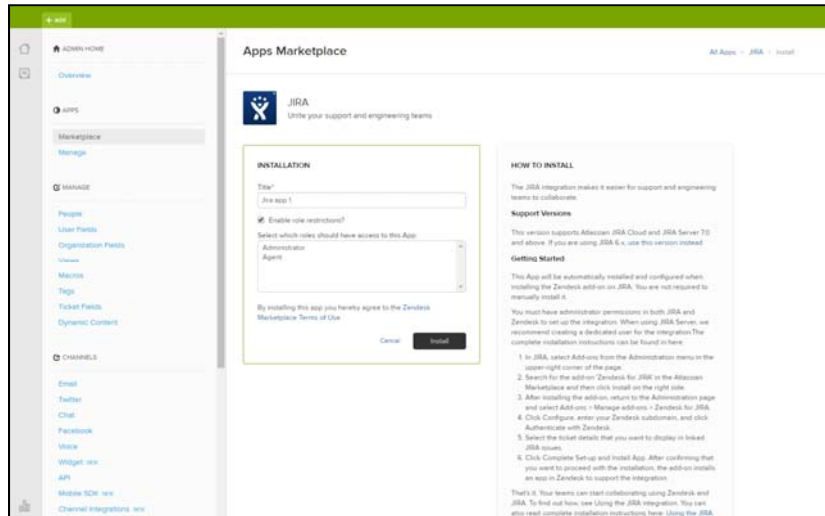 + add
ADMIN HOME
Overview
APPS
Marketplace
Manage
MANAGE
People
User Fields
Organization Fields
Views
Macros
Tags
Ticket Fields
Dynamic Content
CHANNELS
Email
Twitter
Chat
Facebook
Voice
Widget NEW
API
Mobile SDK NEW
Channel Integrations NEW
Apps Marketplace
All Apps > JIRA > Install
JIRA
Unite your support and engineering teams
INSTALLATION
Title*
Jira app 1
Enable role restrictions?
Select which roles should have access to this App:
Administrator
Agent
By installing this app you hereby agree to the Zendesk
Marketplace Terms of Use
Cancel
Install
HOW TO INSTALL
The JIRA integration makes it easier for support and engineering
teams to collaborate.
Support Versions
This version supports Atlassian JIRA Cloud and JIRA Server 7.0
and above. If you are using JIRA 6.x, use this version instead
Getting Started
This App will be automatically installed and configured when
installing the Zendesk add-on on JIRA. You are not required to
manually install it.
You must have administrator permissions in both JIRA and
Zendesk to set up the integration. When using JIRA Server, we
recommend creating a dedicated user for the integration.The
complete installation instructions can be found in here.
1. In JIRA, select Add-ons from the Administration menu in the
upper-right corner of the page.
2. Search for the add-on 'Zendesk for JIRA' in the Atlassian
Marketplace and then click Install on the right side.
3. After installing the add-on, return to the Administration page
and select Add-ons > Manage add-ons > Zendesk for JIRA.
4. Click Configure, enter your Zendesk subdomain, and click
Authenticate with Zendesk.
5. Select the ticket details that you want to display in linked
JIRA issues.
6. Click Complete Set-up and Install App. After confirming that
you want to proceed with the installation, the add-on installs
an app in Zendesk to support the integration.
That's it. Your teams can start collaborating using Zendesk and
JIRA. To find out how, see Using the JIRA integration. You can
also read complete installation instructions here: Using the JIRA